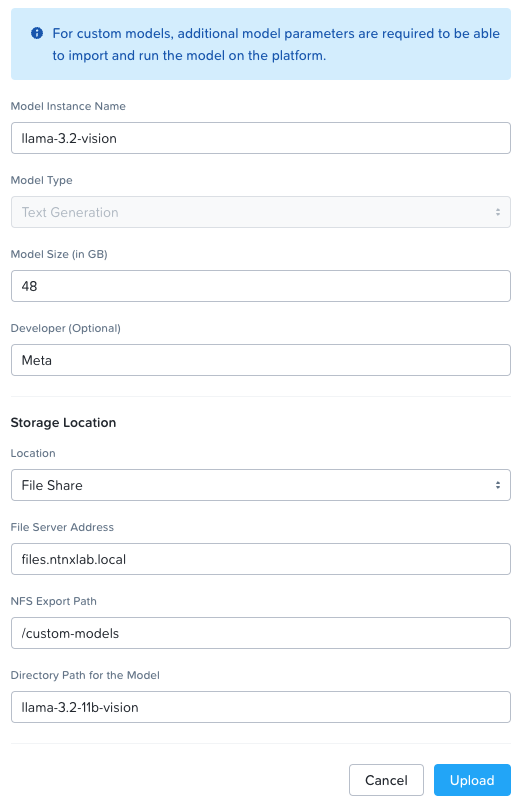 For custom models, additional model parameters are required to be able
to import and run the model on the platform.
Model Instance Name
llama-3.2-vision
Model Type
Text Generation
Model Size (in GB)
48
Developer (Optional)
Meta
Storage Location
Location
File Share
File Server Address
files.ntnxlab.local
NFS Export Path
/custom-models
Directory Path for the Model
llama-3.2-11b-vision
Cancel
Upload